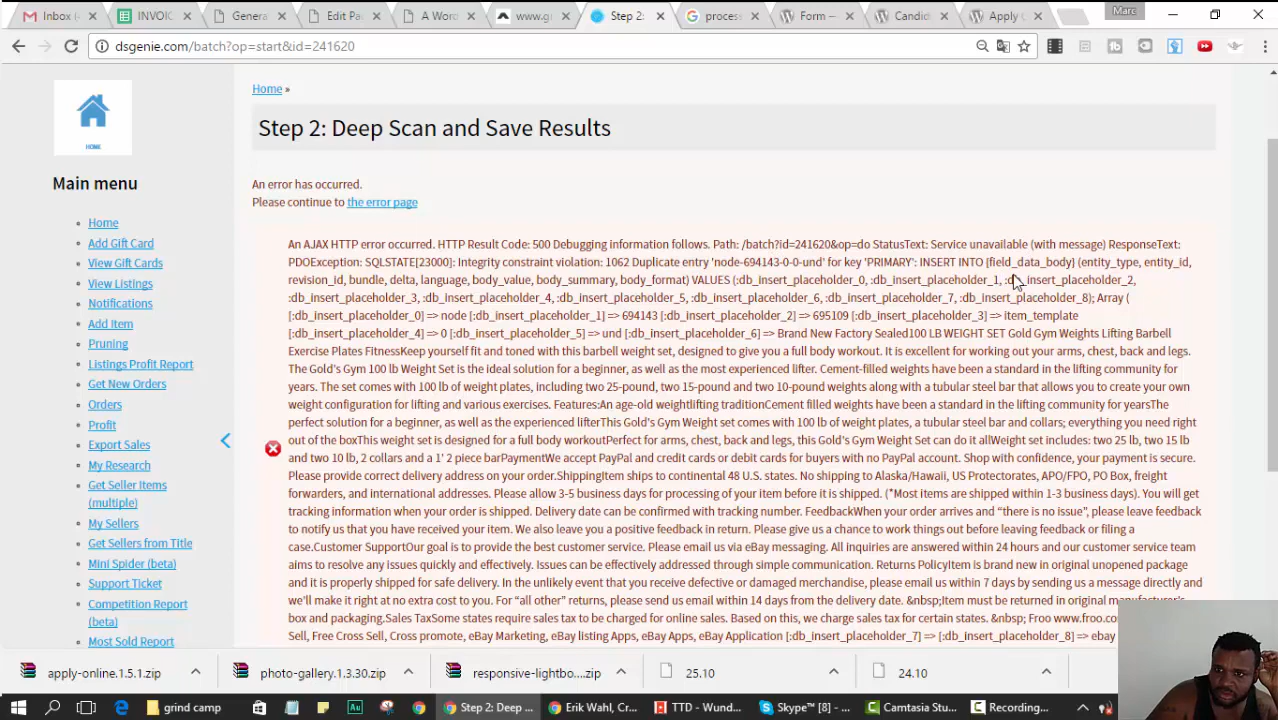 Inbox (
INVOIC
Genera
Edit Pa
A Wor
www.g
Step 2:
process
Form –
Candid
Apply (
Marc
dsgenie.com/batch?op=start&id=241620
HOME
Main menu
Home
Add Gift Card
View Gift Cards
View Listings
Notifications
Add Item
Pruning
Listings Profit Report
Get New Orders
Orders
Profit
Export Sales
My Research
Get Seller Items
(multiple)
My Sellers
Get Sellers from Title
Mini Spider (beta)
Support Ticket
Competition Report
(beta)
Most Sold Report
Home »
Step 2: Deep Scan and Save Results
An error has occurred.
Please continue to the error page
An AJAX HTTP error occurred. HTTP Result Code: 500 Debugging information follows. Path: /batch?id=241620&op=do StatusText: Service unavailable (with message) ResponseText:
PDOException: SQLSTATE[23000]: Integrity constraint violation: 1062 Duplicate entry 'node-694143-0-0-und' for key 'PRIMARY': INSERT INTO {field_data_body} (entity_type, entity_id,
revision_id, bundle, delta, language, body_value, body_summary, body_format) VALUES (:db_insert_placeholder_0, :db_insert_placeholder_1, :db_insert_placeholder_2,
:db_insert_placeholder_3, :db_insert_placeholder_4, :db_insert_placeholder_5, :db_insert_placeholder_6, :db_insert_placeholder_7, :db_insert_placeholder_8); Array (
[:db_insert_placeholder_0] => node [:db_insert_placeholder_1] => 694143 [:db_insert_placeholder_2] => 695109 [:db_insert_placeholder_3] => item_template
[:db_insert_placeholder_4] => 0 [:db_insert_placeholder_5] => und [:db_insert_placeholder_6] => Brand New Factory Sealed100 LB WEIGHT SET Gold Gym Weights Lifting Barbell
Exercise Plates FitnessKeep yourself fit and toned with this barbell weight set, designed to give you a full body workout. It is excellent for working out your arms, chest, back and legs.
The Gold's Gym 100 lb Weight Set is the ideal solution for a beginner, as well as the most experienced lifter. Cement-filled weights have been a standard in the lifting community for
years. The set comes with 100 lb of weight plates, including two 25-pound, two 15-pound and two 10-pound weights along with a tubular steel bar that allows you to create your own
weight configuration for lifting and various exercises. Features:An age-old weightlifting traditionCement filled weights have been a standard in the lifting community for yearsThe
perfect solution for a beginner, as well as the experienced lifterThis Gold's Gym Weight set comes with 100 lb of weight plates, a tubular steel bar and collars; everything you need right
out of the boxThis weight set is designed for a full body workoutPerfect for arms, chest, back and legs, this Gold's Gym Weight Set can do it allWeight set includes: two 25 lb, two 15 lb
and two 10 lb, 2 collars and a 1' 2 piece barPaymentWe accept PayPal and credit cards or debit cards for buyers with no PayPal account. Shop with confidence, your payment is secure.
Please provide correct delivery address on your order.ShippingItem ships to continental 48 U.S. states. No shipping to Alaska/Hawaii, US Protectorates, APO/FPO, PO Box, freight
forwarders, and international addresses. Please allow 3-5 business days for processing of your item before it is shipped. (*Most items are shipped within 1-3 business days). You will get
tracking information when your order is shipped. Delivery date can be confirmed with tracking number. FeedbackWhen your order arrives and “there is no issue”, please leave feedback
to notify us that you have received your item. We also leave you a positive feedback in return. Please give us a chance to work things out before leaving feedback or filing a
case.Customer SupportOur goal is to provide the best customer service. Please email us via eBay messaging. All inquiries are answered within 24 hours and our customer service team
aims to resolve any issues quickly and effectively. Issues can be effectively addressed through simple communication. Returns PolicyItem is brand new in original unopened package
and it is properly shipped for safe delivery. In the unlikely event that you receive defective or damaged merchandise, please email us within 7 days by sending us a message directly and
we'll make it right at no extra cost to you. For “all other” returns, please send us email within 14 days from the delivery date. &nbsp;Item must be returned in original manufacturer's
box and packaging.Sales TaxSome states require sales tax to be charged for online sales. Based on this, we charge sales tax for certain states. &nbsp; Froo www.froo.co
Sell, Free Cross Sell, Cross promote, eBay Marketing, eBay listing Apps, eBay Apps, eBay Application [:db_insert_placeholder_7] => [:db_insert_placeholder_8] => ebay
apply-online.1.5.1.zip
photo-gallery.1.3.30.zip
responsive-lightbo....zip
25.10
24.10
grind camp
Step 2: Deep ...
Erik Wahl, Cr...
TTD - Wund...
Skype™ [8] - ...
Camtasia Stu...
Recording...